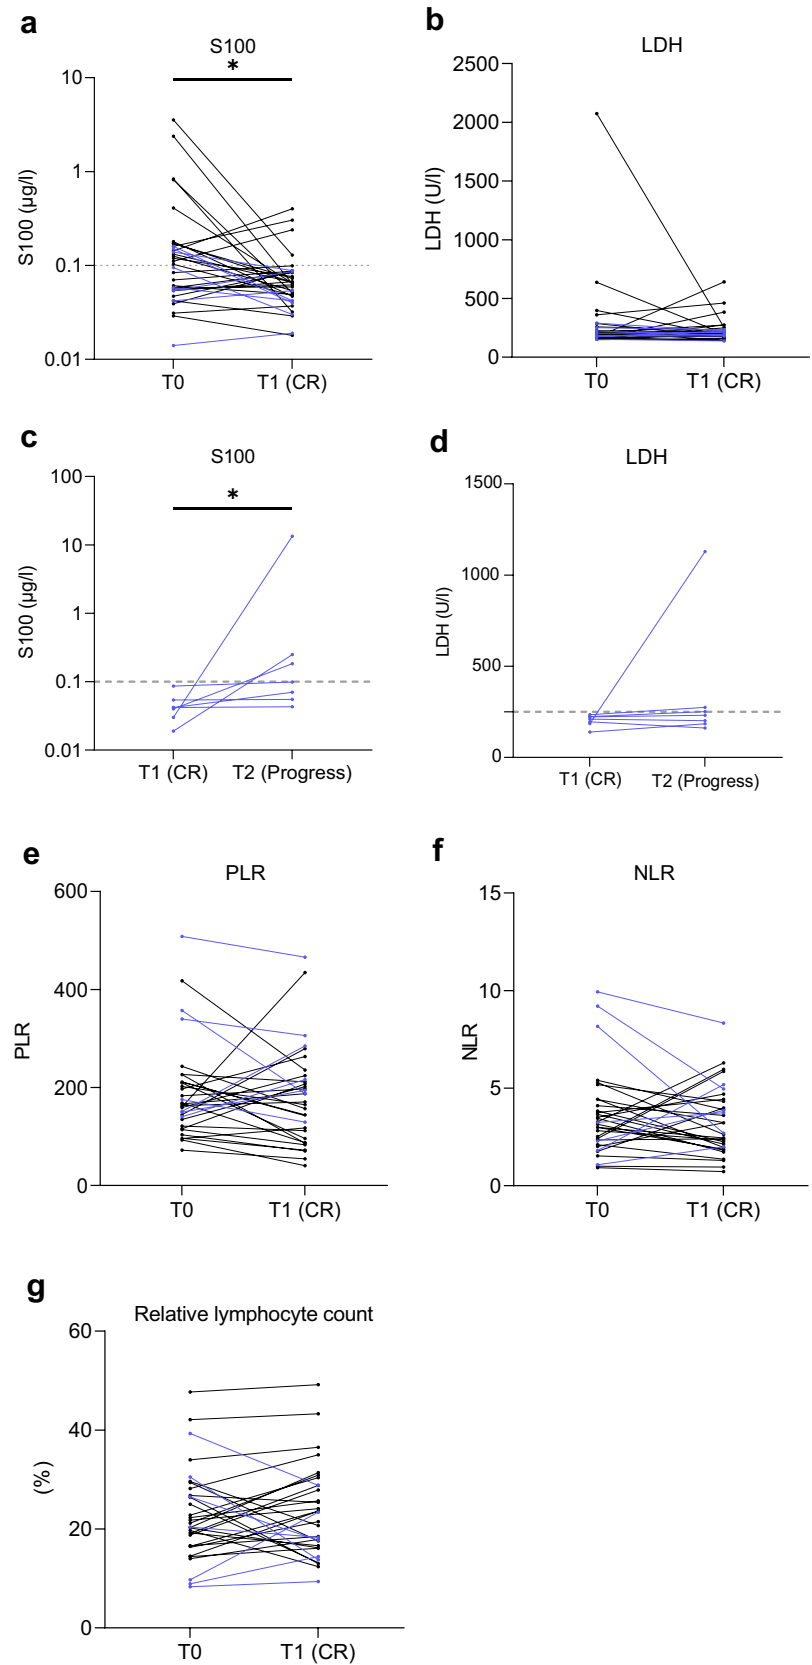 a
S100
*
10
1
0.1
0.01
S100 (µg/l)
T0
T1 (CR)
b
LDH
2500
2000
1500
1000
500
0
LDH (U/l)
T0
T1 (CR)
c
S100
*
100
10
1
0.1
0.01
S100 (µg/l)
T1 (CR)
T2 (Progress)
d
LDH
1500
1000
500
0
LDH (U/l)
T1 (CR)
T2 (Progress)
e
PLR
600
400
200
0
PLR
T0
T1 (CR)
f
NLR
15
10
5
0
NLR
T0
T1 (CR)
g
Relative lymphocyte count
60
40
20
0
(%)
T0
T1 (CR)